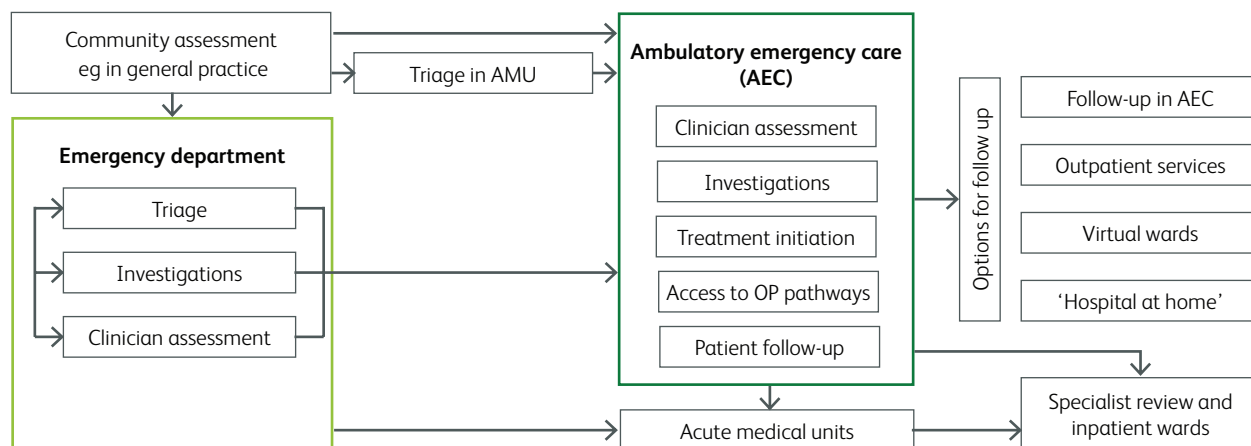 Community assessment
eg in general practice
Triage in AMU
Emergency department
Triage
Investigations
Clinician assessment
Ambulatory emergency care
(AEC)
Clinician assessment
Investigations
Treatment initiation
Access to OP pathways
Patient follow-up
Options for follow up
Follow-up in AEC
Outpatient services
Virtual wards
‘Hospital at home’
Acute medical units
Specialist review and
inpatient wards